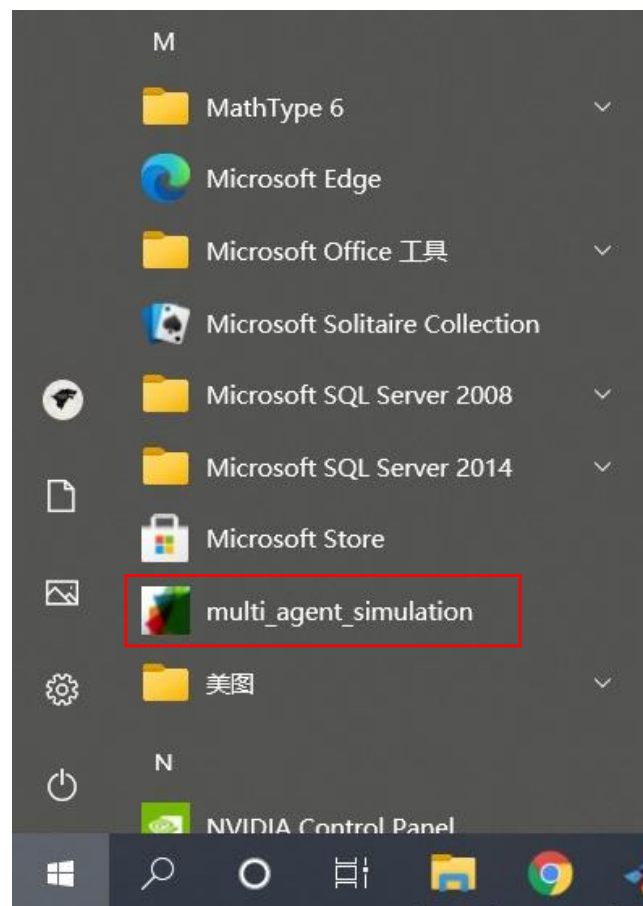 M
MathType 6
Microsoft Edge
Microsoft Office 工具
Microsoft Solitaire Collection
Microsoft SQL Server 2008
Microsoft SQL Server 2014
Microsoft Store
multi_agent_simulation
美图
N
NVIDIA Control Panel